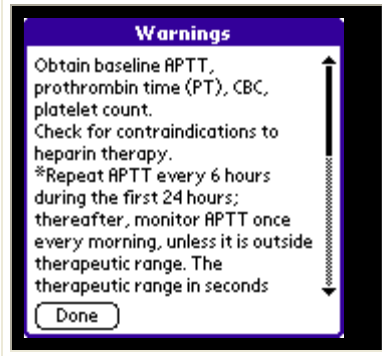 Warnings
Obtain baseline APTT,
prothrombin time (PT), CBC,
platelet count.
Check for contraindications to
heparin therapy.
*Repeat APTT every 6 hours
during the first 24 hours;
thereafter, monitor APTT once
every morning, unless it is outside
therapeutic range. The
therapeutic range in seconds
Done